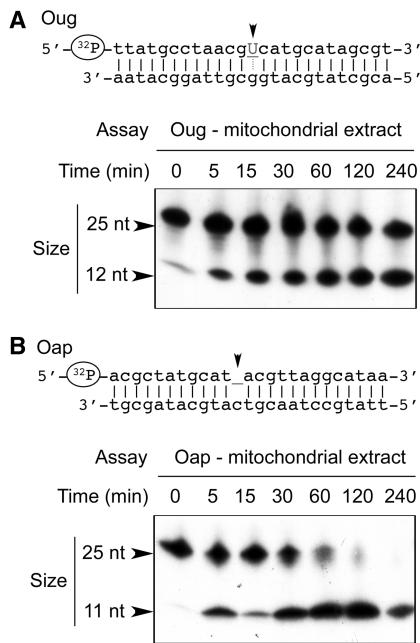 A Oug
5′-³²P-ttatgcctaacgUcatgcatagcgt-3′
3′-aatacggattgcggtacgtatcgca-5′
Assay Oug - mitochondrial extract
Time (min) 0 5 15 30 60 120 240
25 nt
Size
12 nt
B Oap
5′-³²P-acgctatgcat_acgttaggcataa-3′
3′-tgcgatacgtactgcaatccgtatt-5′
Assay Oap - mitochondrial extract
Time (min) 0 5 15 30 60 120 240
25 nt
Size
11 nt